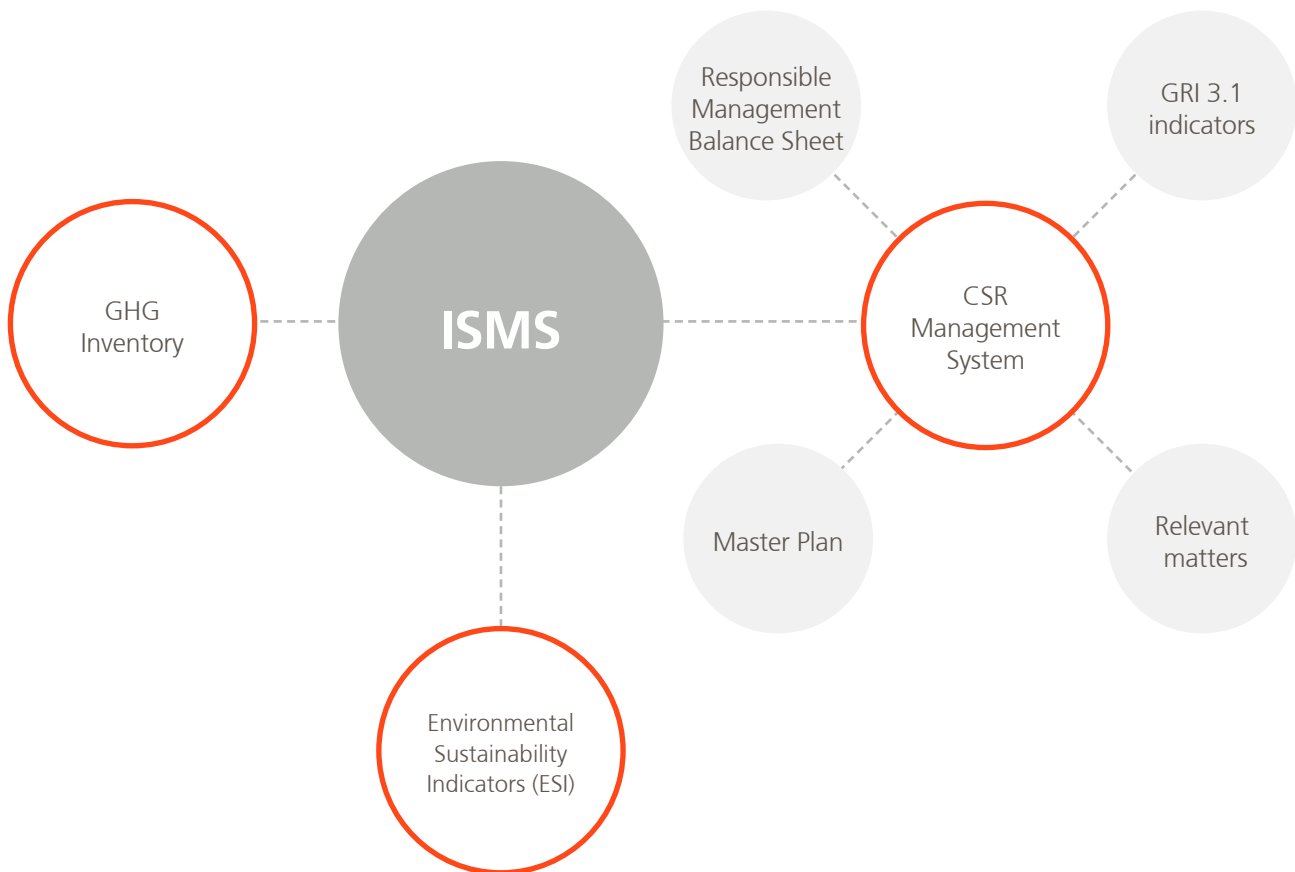 Responsible
Management
Balance Sheet
GRI 3.1
indicators
GHG
Inventory
ISMS
CSR
Management
System
Master Plan
Relevant
matters
Environmental
Sustainability
Indicators (ESI)